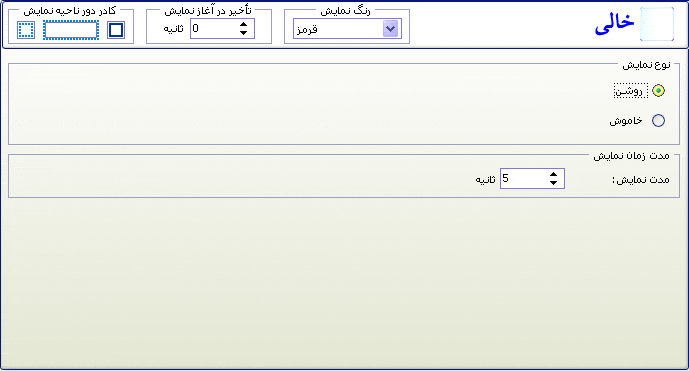 خالی
رنگ نمایش
قرمز
تأخیر در آغاز نمایش
0 ثانیه
کادر دور ناحیه نمایش
نوع نمایش
روشن
خاموش
مدت زمان نمایش
مدت نمایش : 5 ثانیه